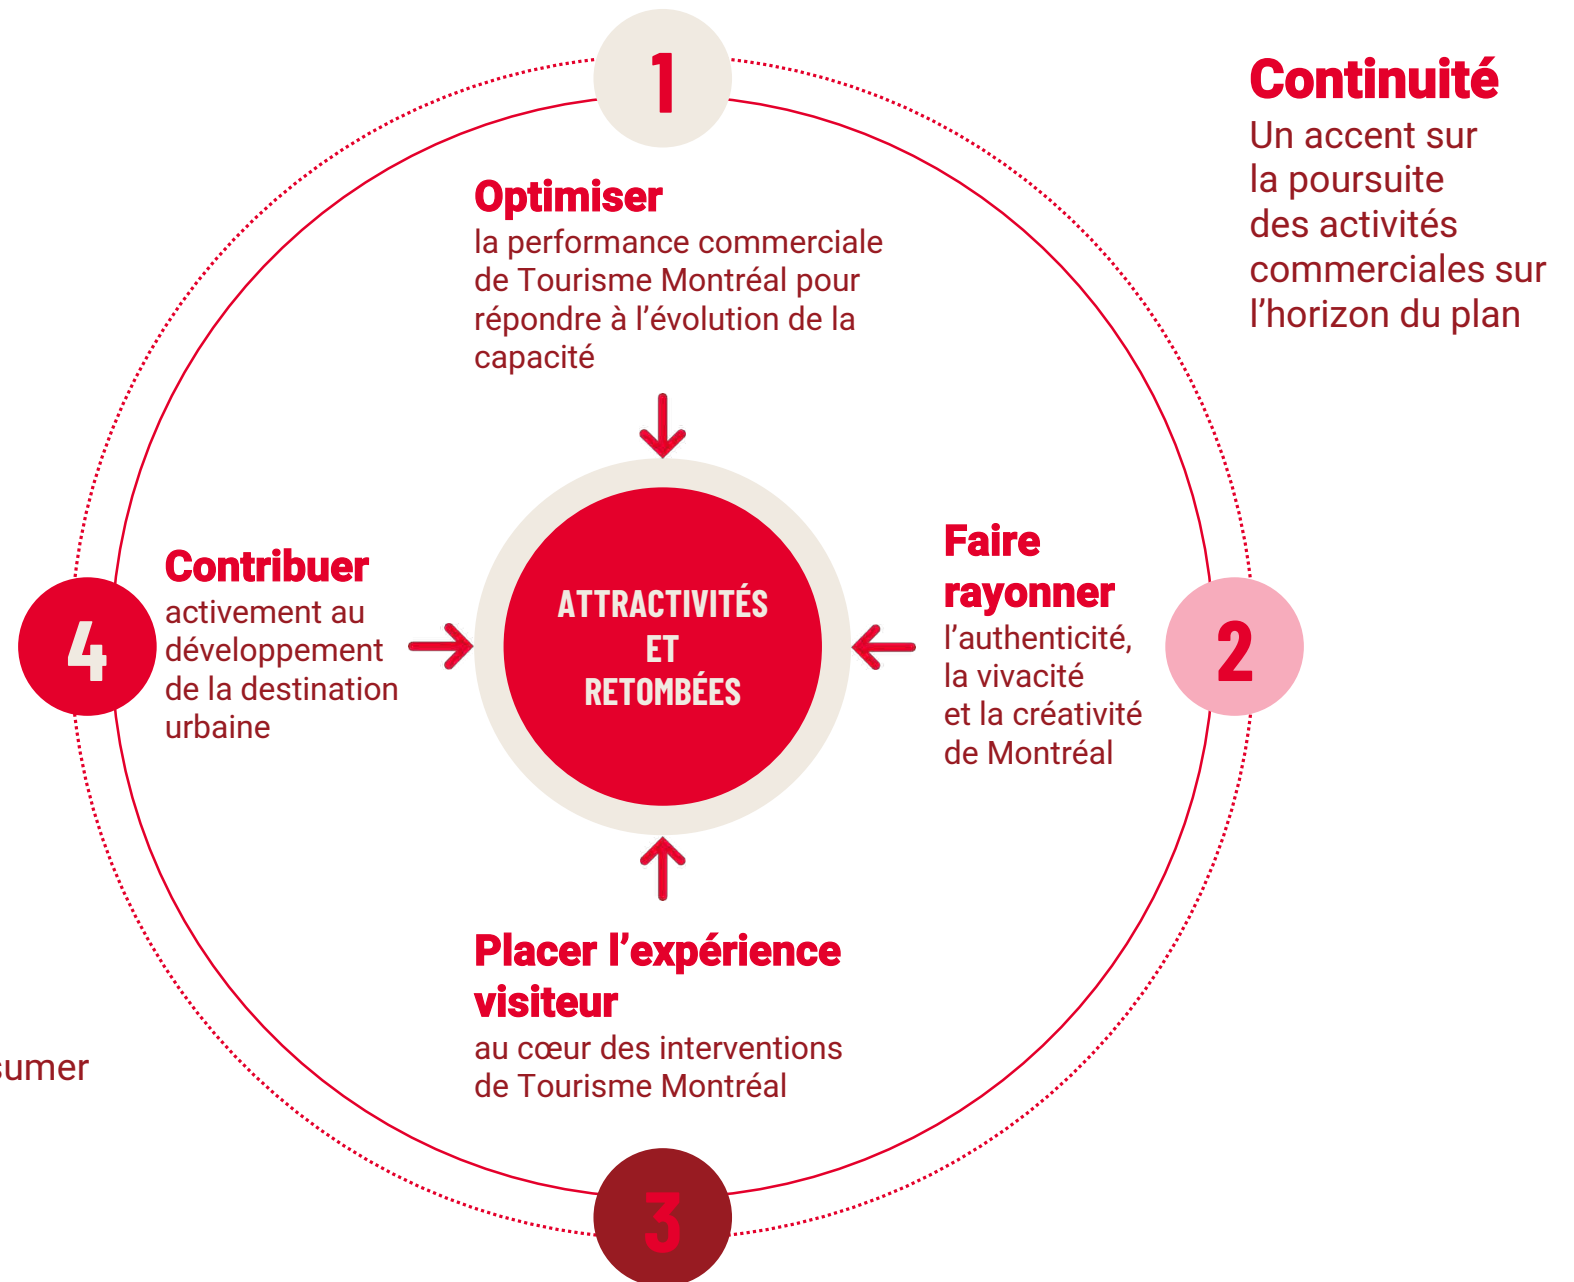 1
Continuité
Un accent sur
la poursuite
des activités
commerciales sur
l’horizon du plan
Optimiser
la performance commerciale
de Tourisme Montréal pour
répondre à l’évolution de la
capacité
Faire
rayonner
l’authenticité,
la vivacité
et la créativité
de Montréal
2
ATTRACTIVITÉS
ET
RETOMBÉES
4
Contribuer
activement au
développement
de la destination
urbaine
Placer l’expérience
visiteur
au cœur des interventions
de Tourisme Montréal
3